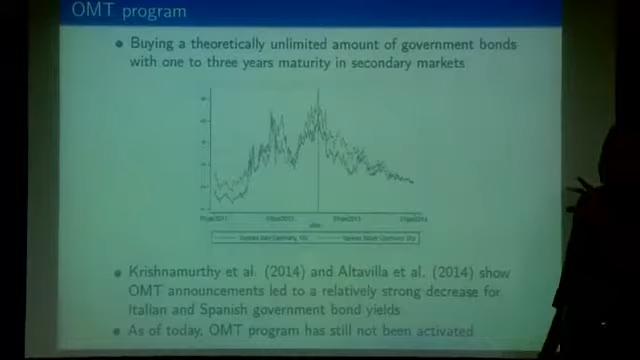 OMT program
Buying a theoretically unlimited amount of government bonds
with one to three years maturity in secondary markets
Krishnamurthy et al. (2014) and Altavilla et al. (2014) show
OMT announcements led to a relatively strong decrease for
Italian and Spanish government bond yields
As of today, OMT program has still not been activated